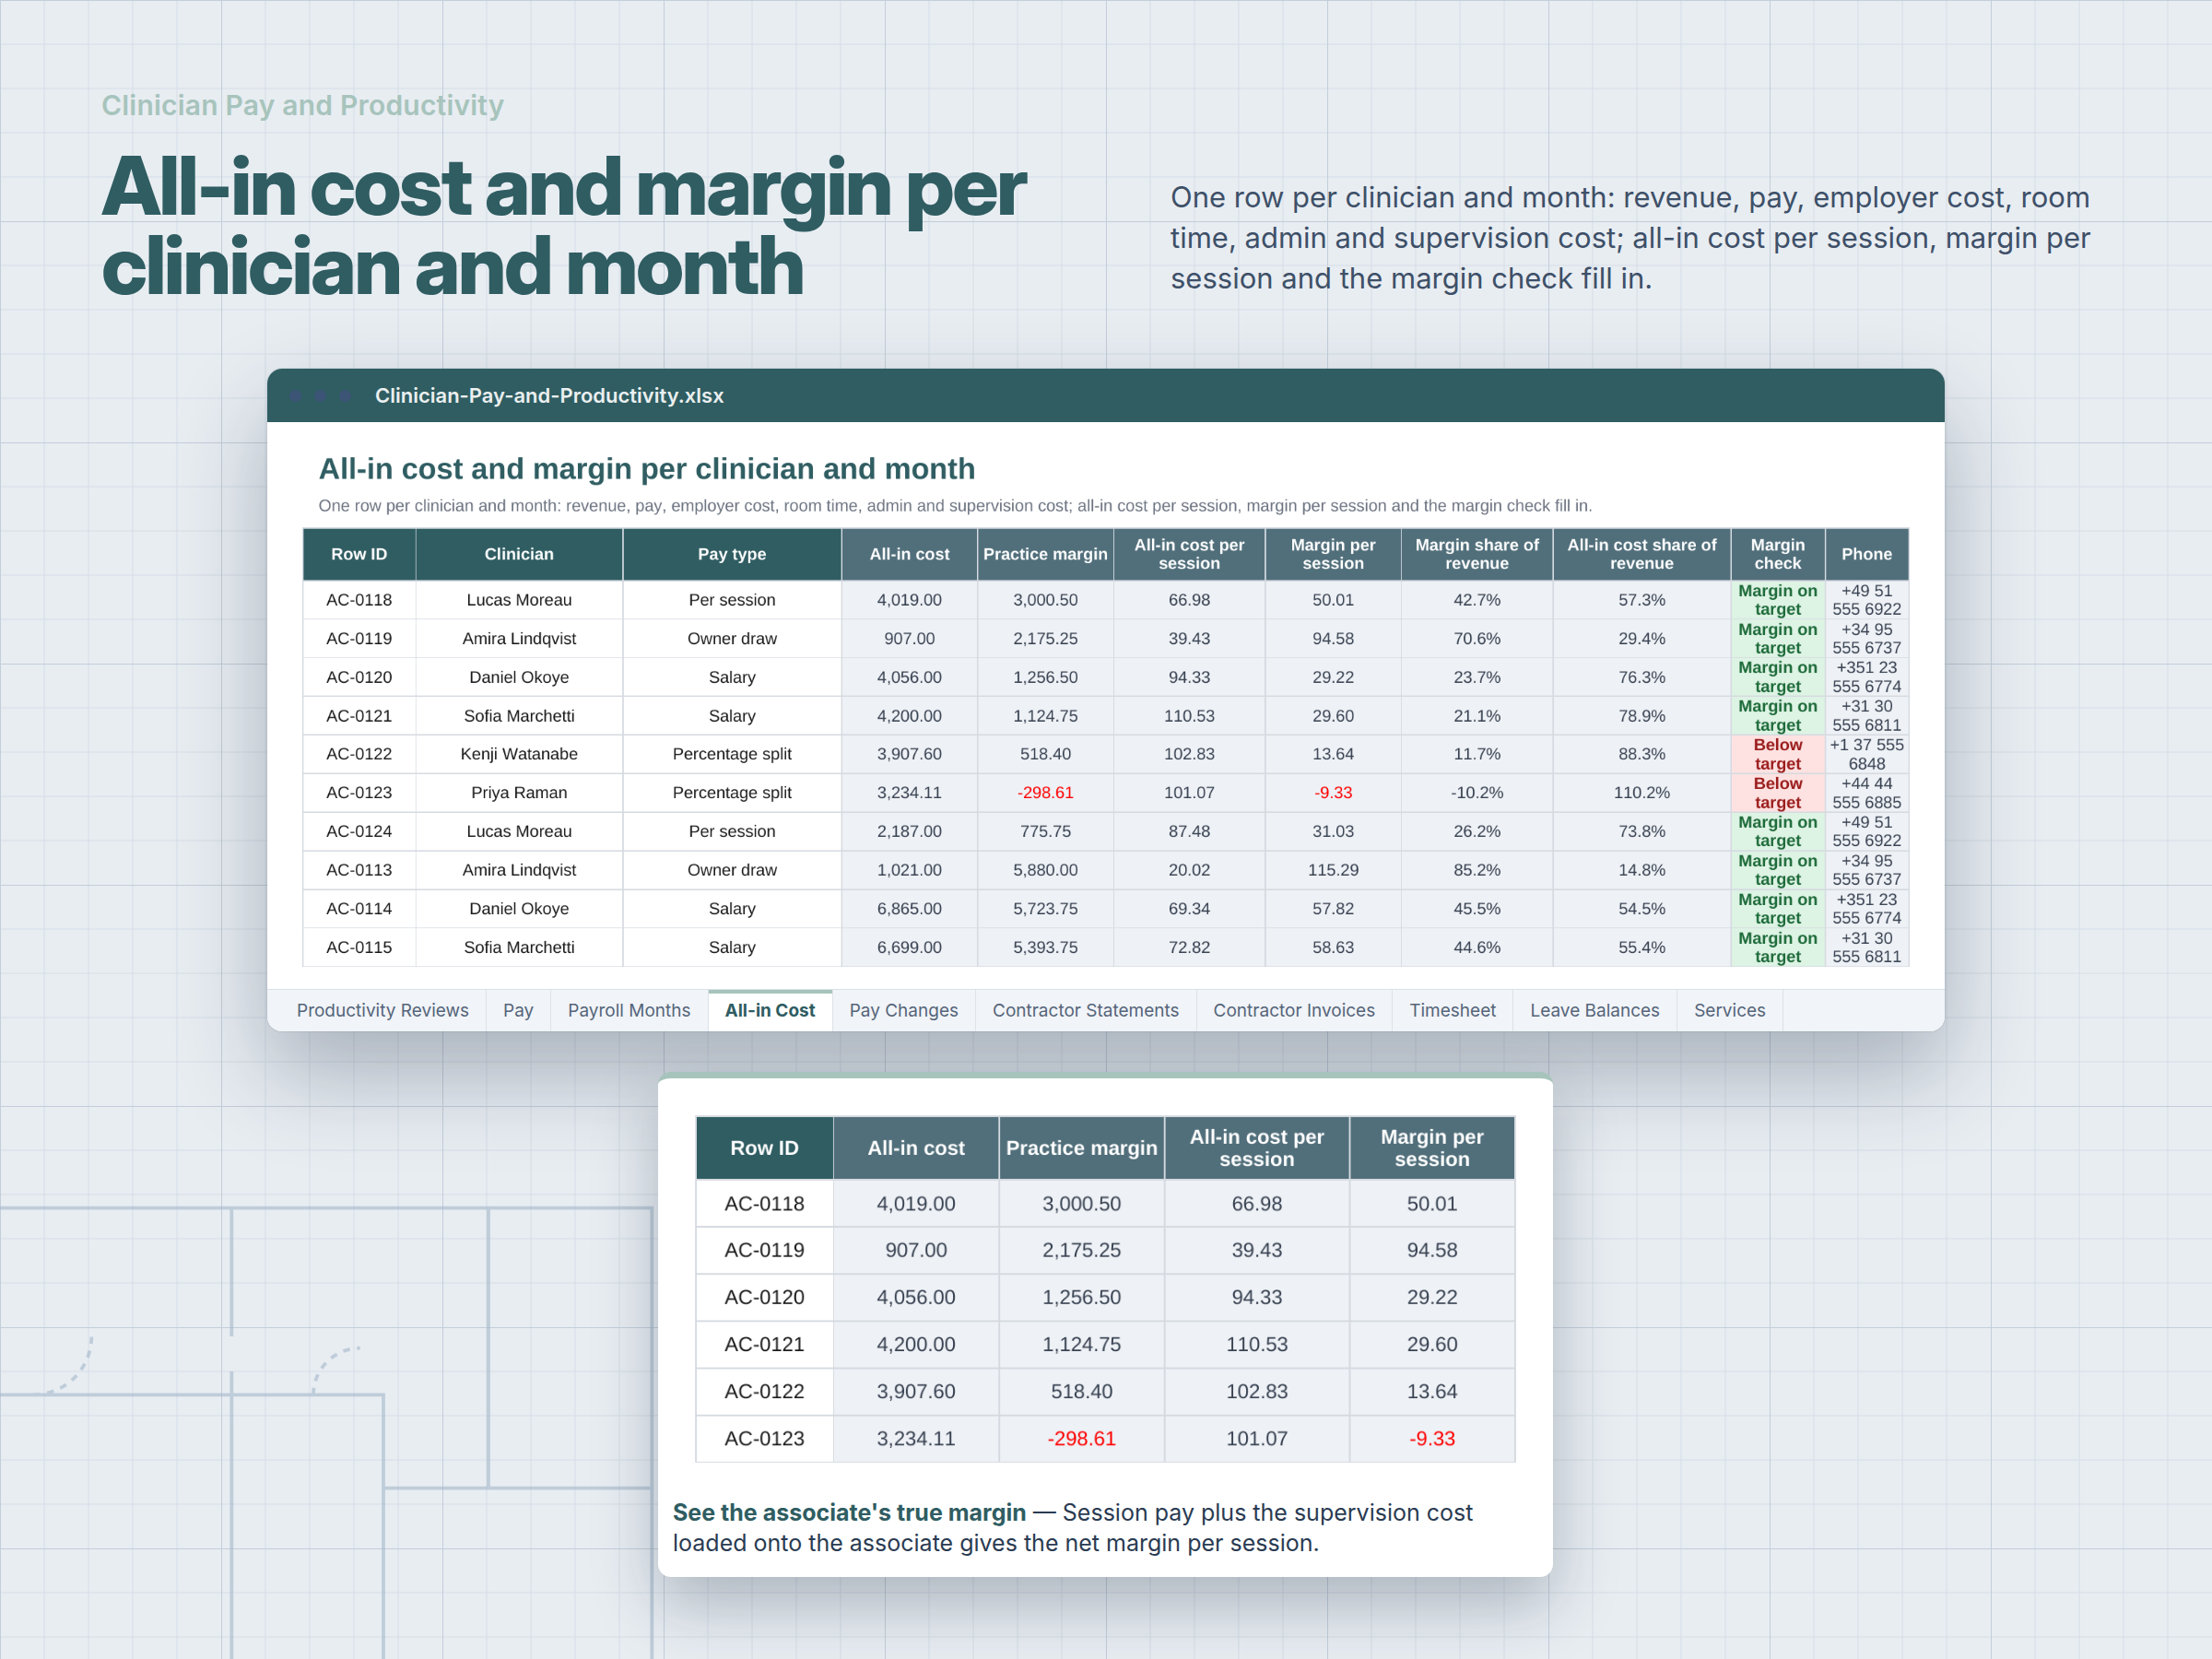 Clinician Pay and Productivity
All-in cost and margin per
clinician and month
One row per clinician and month: revenue, pay, employer cost, room
time, admin and supervision cost; all-in cost per session, margin per
session and the margin check fill in.
Clinician-Pay-and-Productivity.xlsx
All-in cost and margin per clinician and month
One row per clinician and month: revenue, pay, employer cost, room time, admin and supervision cost; all-in cost per session, margin per session and the margin check fill in.
Row ID Clinician Pay type All-in cost Practice margin All-in cost per session Margin per session Margin share of revenue All-in cost share of revenue Margin check Phone
AC-0118 Lucas Moreau Per session 4,019.00 3,000.50 66.98 50.01 42.7% 57.3% Margin on target +49 51 555 6922
AC-0119 Amira Lindqvist Owner draw 907.00 2,175.25 39.43 94.58 70.6% 29.4% Margin on target +34 95 555 6737
AC-0120 Daniel Okoye Salary 4,056.00 1,256.50 94.33 29.22 23.7% 76.3% Margin on target +351 23 555 6774
AC-0121 Sofia Marchetti Salary 4,200.00 1,124.75 110.53 29.60 21.1% 78.9% Margin on target +31 30 555 6811
AC-0122 Kenji Watanabe Percentage split 3,907.60 518.40 102.83 13.64 11.7% 88.3% Below target +1 37 555 6848
AC-0123 Priya Raman Percentage split 3,234.11 -298.61 101.07 -9.33 -10.2% 110.2% Below target +44 44 555 6885
AC-0124 Lucas Moreau Per session 2,187.00 775.75 87.48 31.03 26.2% 73.8% Margin on target +49 51 555 6922
AC-0113 Amira Lindqvist Owner draw 1,021.00 5,880.00 20.02 115.29 85.2% 14.8% Margin on target +34 95 555 6737
AC-0114 Daniel Okoye Salary 6,865.00 5,723.75 69.34 57.82 45.5% 54.5% Margin on target +351 23 555 6774
AC-0115 Sofia Marchetti Salary 6,699.00 5,393.75 72.82 58.63 44.6% 55.4% Margin on target +31 30 555 6811
Productivity Reviews Pay Payroll Months All-in Cost Pay Changes Contractor Statements Contractor Invoices Timesheet Leave Balances Services
Row ID All-in cost Practice margin All-in cost per session Margin per session
AC-0118 4,019.00 3,000.50 66.98 50.01
AC-0119 907.00 2,175.25 39.43 94.58
AC-0120 4,056.00 1,256.50 94.33 29.22
AC-0121 4,200.00 1,124.75 110.53 29.60
AC-0122 3,907.60 518.40 102.83 13.64
AC-0123 3,234.11 -298.61 101.07 -9.33
See the associate's true margin — Session pay plus the supervision cost
loaded onto the associate gives the net margin per session.